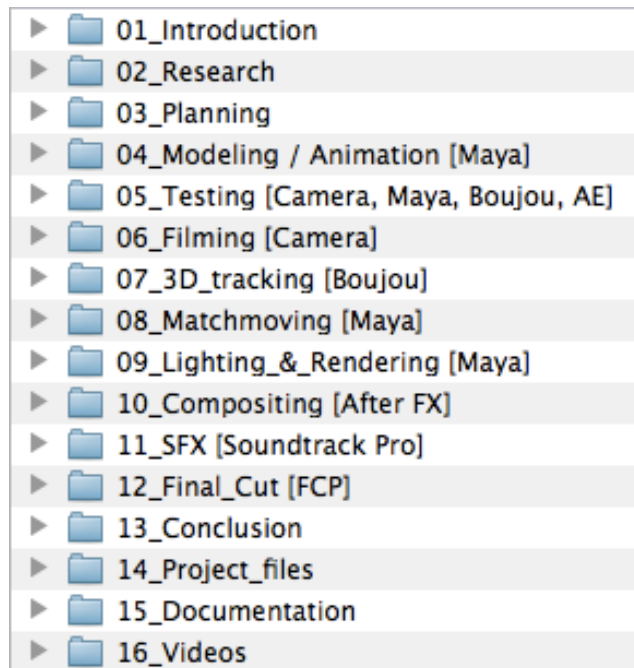 01_Introduction
02_Research
03_Planning
04_Modeling / Animation [Maya]
05_Testing [Camera, Maya, Boujou, AE]
06_Filming [Camera]
07_3D_tracking [Boujou]
08_Matchmoving [Maya]
09_Lighting_&_Rendering [Maya]
10_Compositing [After FX]
11_SFX [Soundtrack Pro]
12_Final_Cut [FCP]
13_Conclusion
14_Project_files
15_Documentation
16_Videos